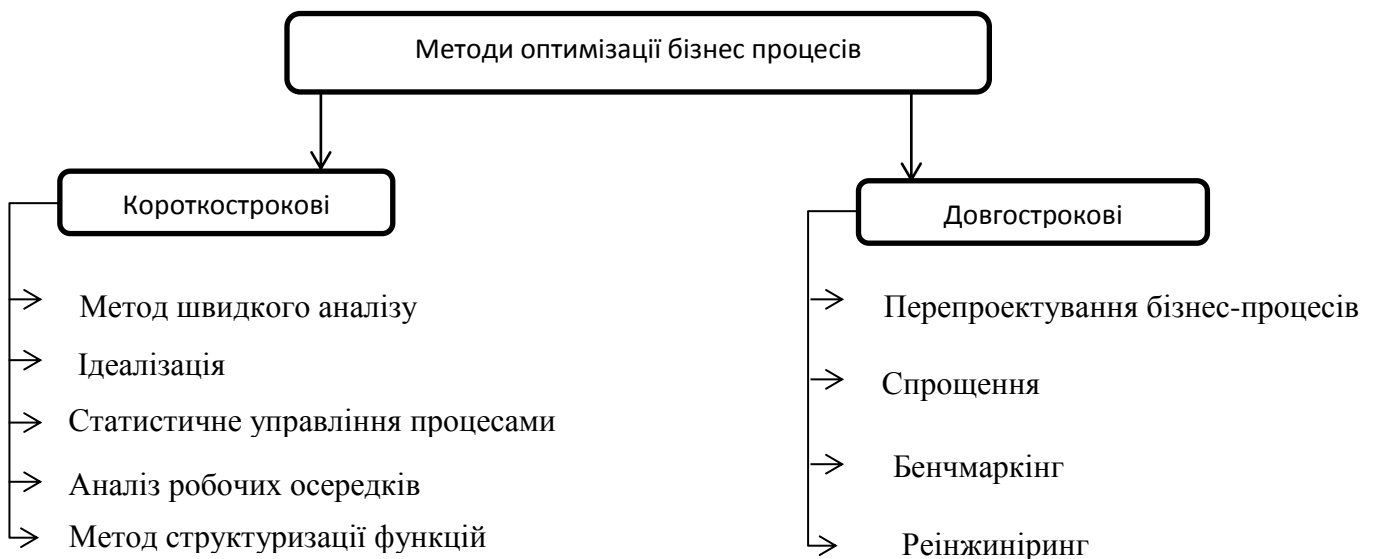 Методи оптимізації бізнес процесів
Короткострокові
Метод швидкого аналізу
Ідеалізація
Статистичне управління процесами
Аналіз робочих осередків
Метод структуризації функцій
Довгострокові
Перепроектування бізнес-процесів
Спрощення
Бенчмаркінг
Реінжиніринг